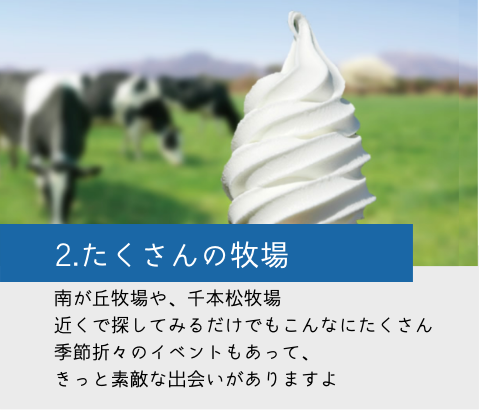 2.たくさんの牧場
南が丘牧場や、千本松牧場
近くで探してみるだけでもこんなにたくさん
季節折々のイベントもあって、
きっと素敵な出会いがありますよ